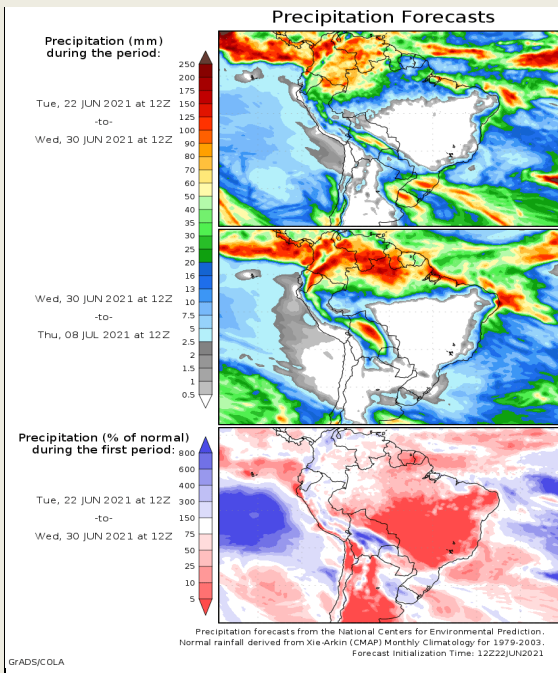 Precipitation Forecasts
Precipitation (mm)
during the period:
Tue, 22 JUN 2021 at 12Z
-to-
Wed, 30 JUN 2021 at 12Z
250
200
175
150
125
100
90
80
70
60
50
40
35
30
25
20
16
13
10
7.5
5
2.5
2
1.5
1
0.5
Wed, 30 JUN 2021 at 12Z
-to-
Thu, 08 JUL 2021 at 12Z
Precipitation (% of normal)
during the first period:
Tue, 22 JUN 2021 at 12Z
-to-
Wed, 30 JUN 2021 at 12Z
800
600
400
300
150
75
50
25
10
5
Precipitation forecasts from the National Centers for Environmental Prediction.
Normal rainfall derived from Xie-Arkin (CMAP) Monthly Climatology for 1979-2003.
Forecast Initialization Time: 12Z22JUN2021
GrADS/COLA